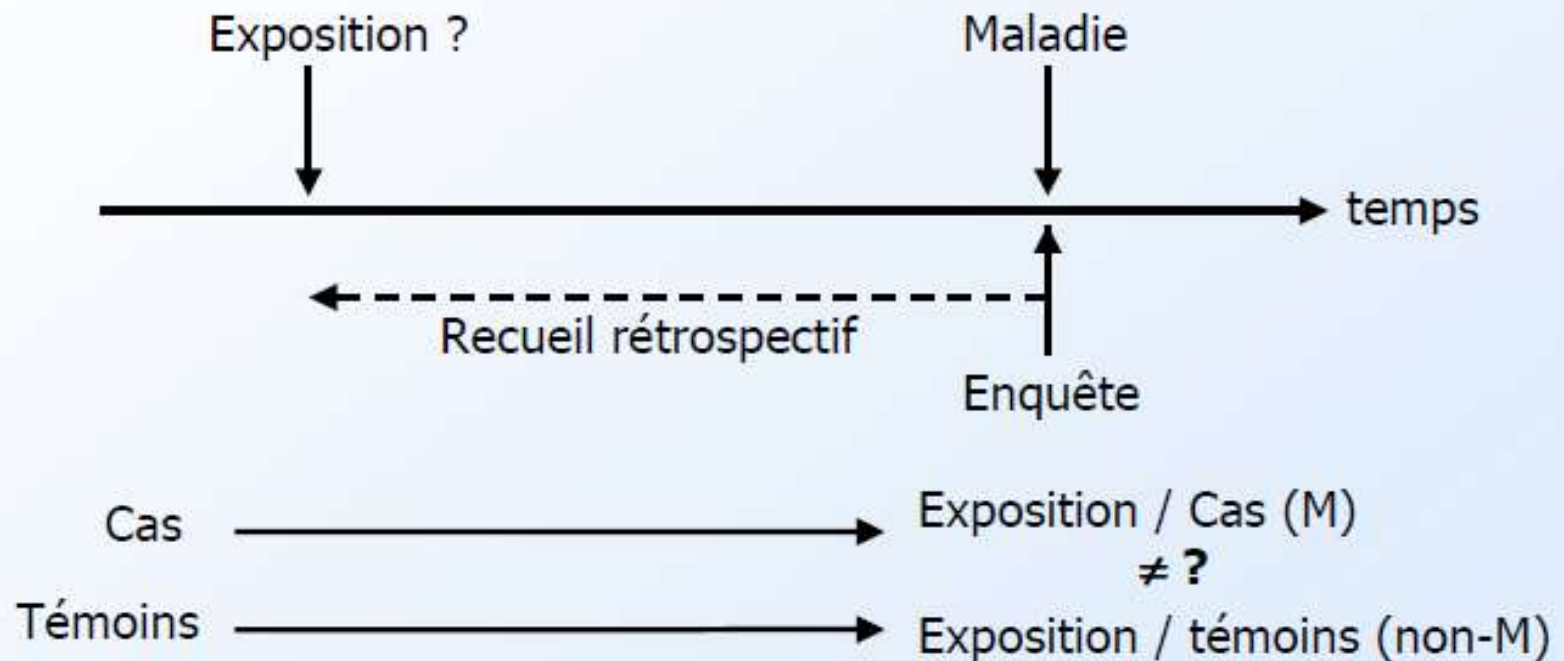 Exposition ?
Maladie
temps
Recueil rétrospectif
Enquête
Cas
Exposition / Cas (M)
≠ ?
Témoins
Exposition / témoins (non-M)